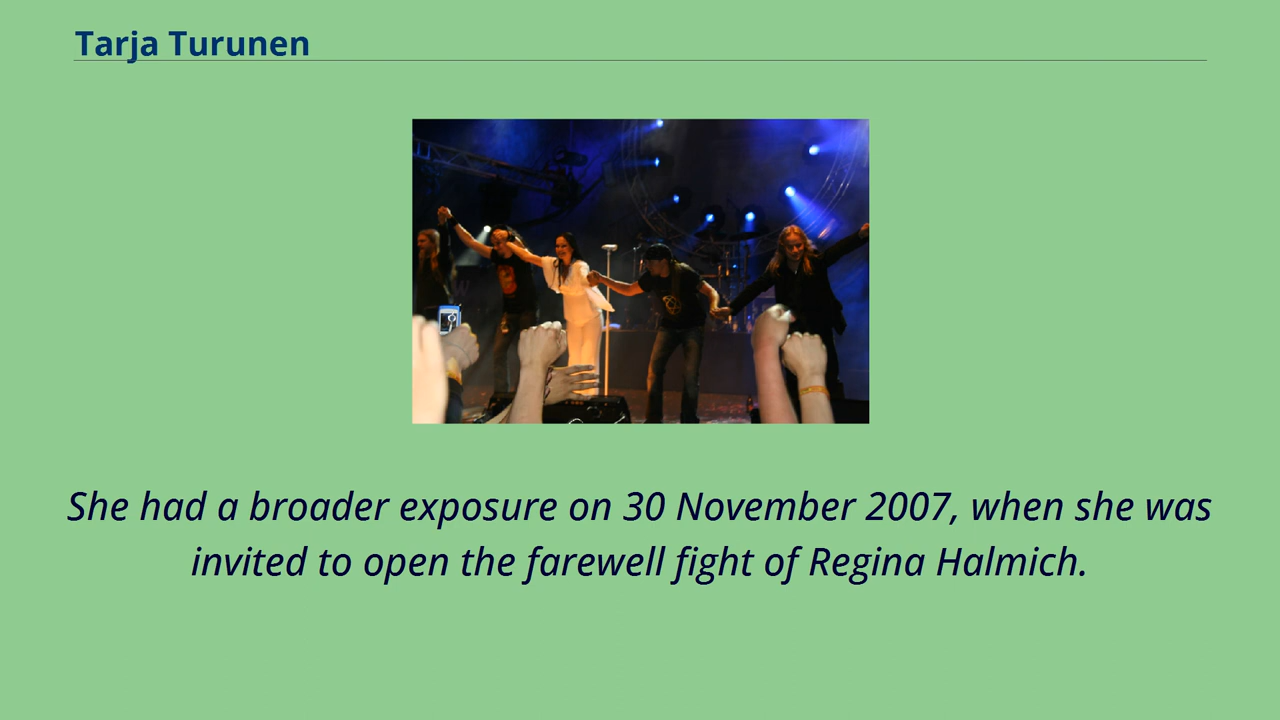 Tarja Turunen
She had a broader exposure on 30 November 2007, when she was
invited to open the farewell fight of Regina Halmich.